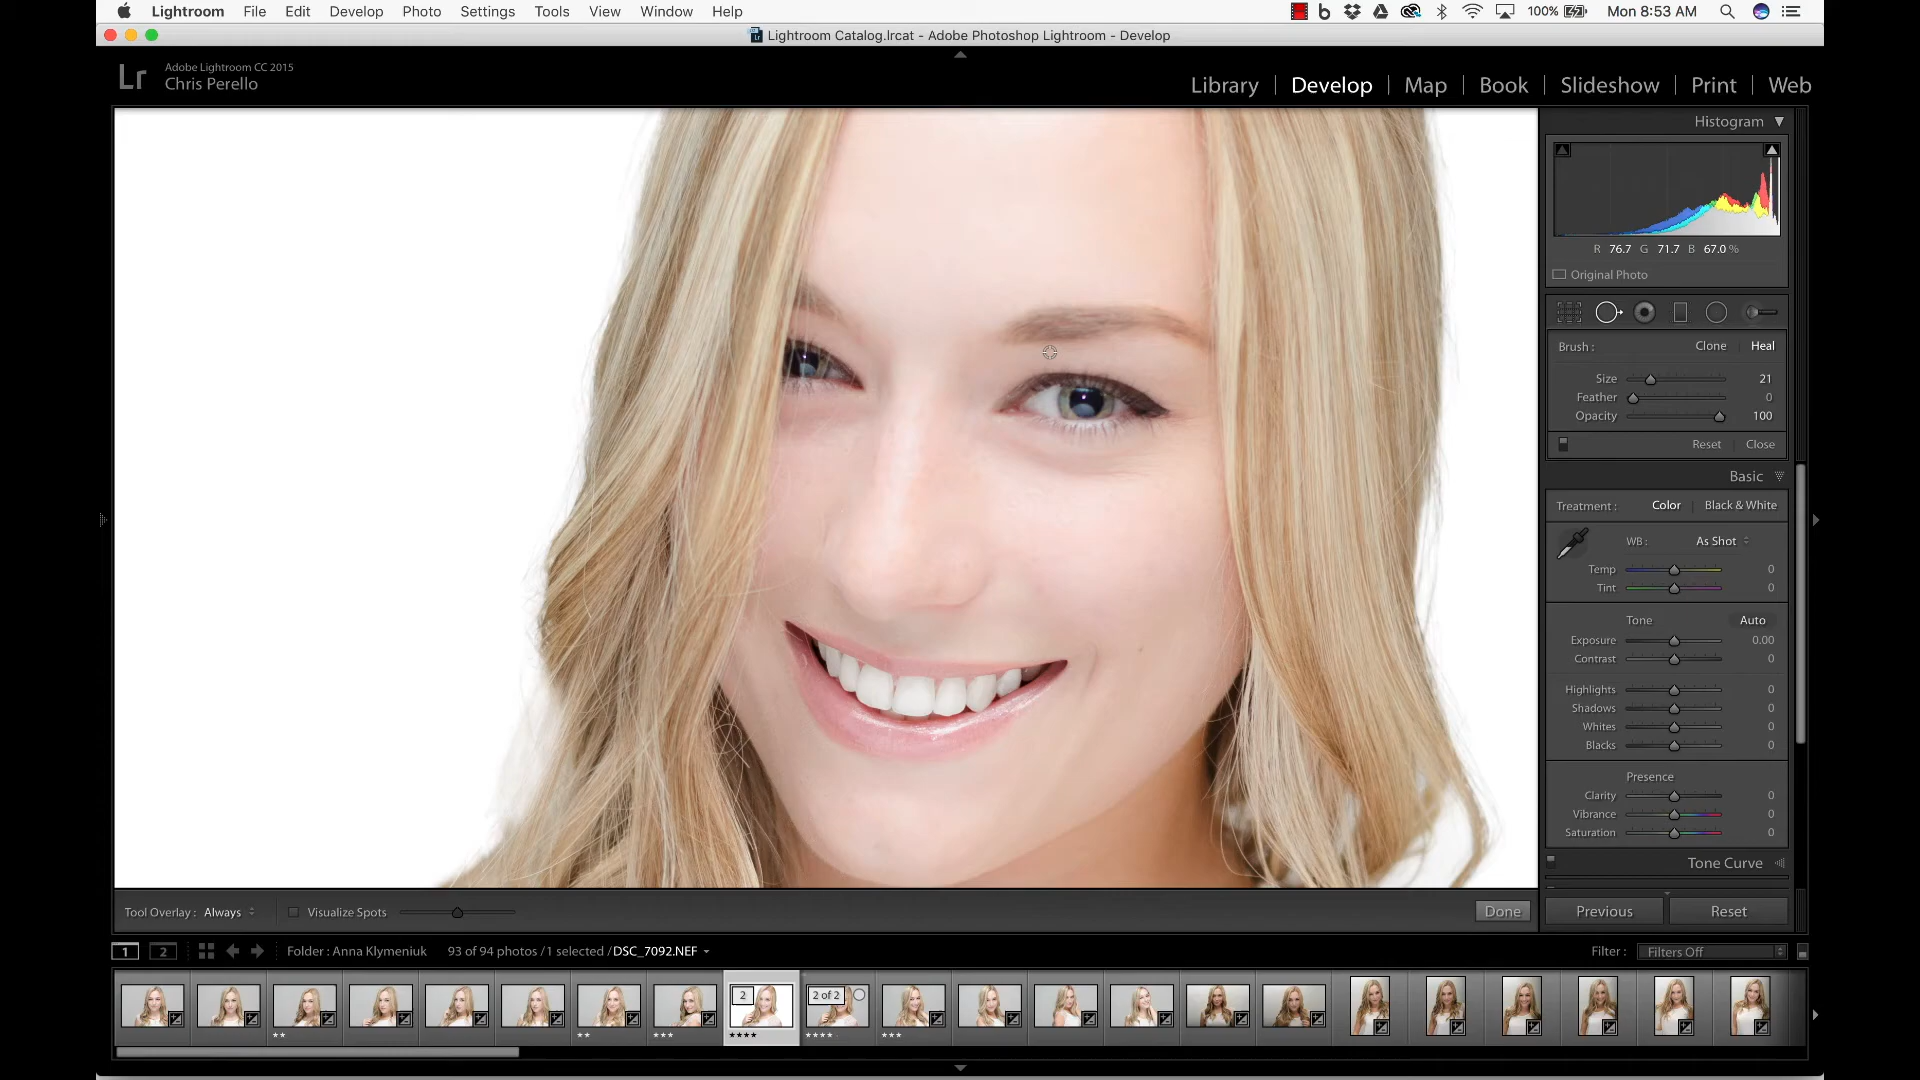 Lightroom File Edit Develop Photo Settings Tools View Window Help 100% Mon 8:53 AM
Lightroom Catalog.lrcat - Adobe Photoshop Lightroom - Develop
Lr
Adobe Lightroom CC 2015
Chris Perello
Library | Develop | Map | Book | Slideshow | Print | Web
Histogram
R 76.7 G 71.7 B 67.0 %
Original Photo
Brush : Clone Heal
Size 21
Feather 0
Opacity 100
Reset Close
Basic
Treatment : Color Black & White
WB : As Shot
Temp 0
Tint 0
Tone Auto
Exposure 0.00
Contrast 0
Highlights 0
Shadows 0
Whites 0
Blacks 0
Presence
Clarity 0
Vibrance 0
Saturation 0
Tone Curve
Tool Overlay : Always Visualize Spots Done
Previous Reset
1 2 Folder : Anna Klymeniuk 93 of 94 photos /1 selected /DSC_7092.NEF Filter : Filters Off
2 2 of 2